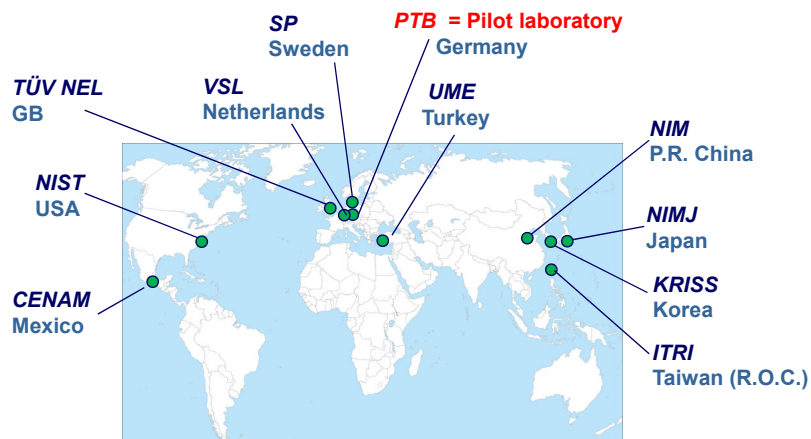 SP
Sweden
PTB = Pilot laboratory
Germany
TÜV NEL
GB
VSL
Netherlands
UME
Turkey
NIM
P.R. China
NIST
USA
NIMJ
Japan
CENAM
Mexico
KRISS
Korea
ITRI
Taiwan (R.O.C.)